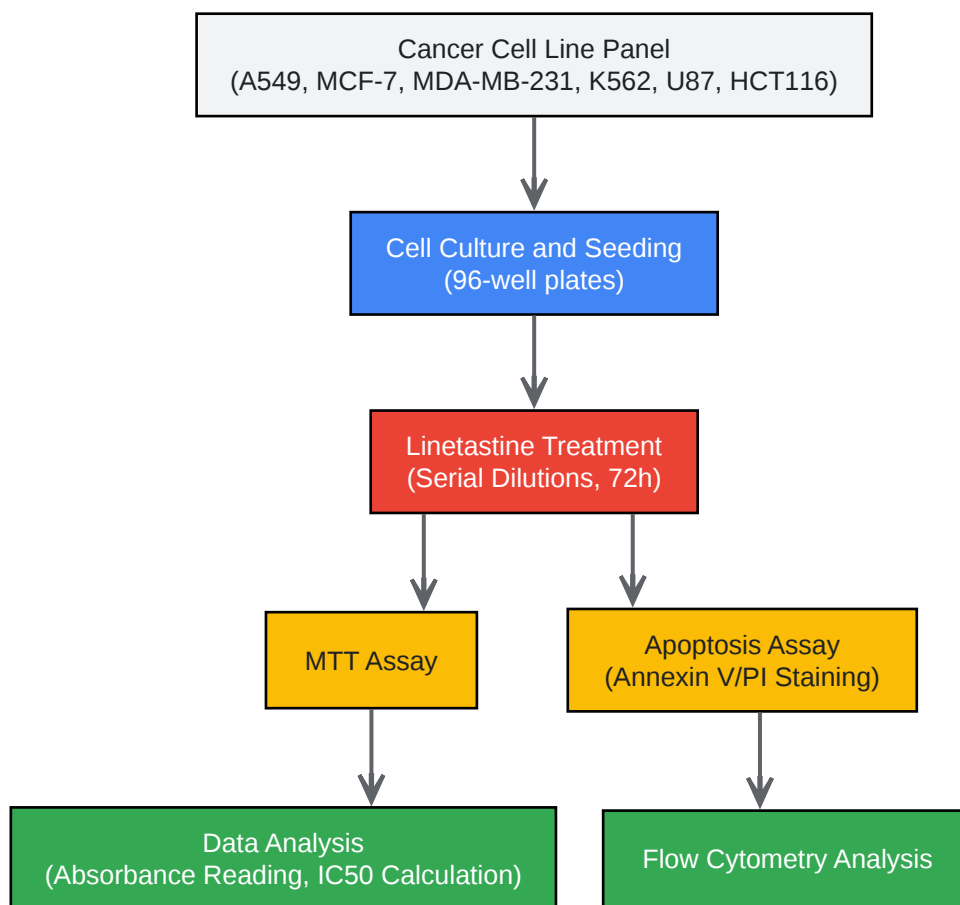 Cancer Cell Line Panel
(A549, MCF-7, MDA-MB-231, K562, U87, HCT116)
Cell Culture and Seeding
(96-well plates)
Linetastine Treatment
(Serial Dilutions, 72h)
MTT Assay
Apoptosis Assay
(Annexin V/PI Staining)
Data Analysis
(Absorbance Reading, IC50 Calculation)
Flow Cytometry Analysis